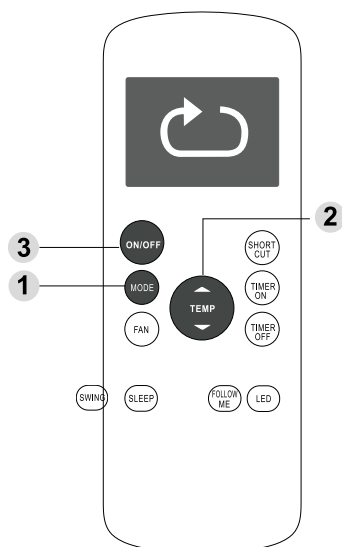 2
3
ON/OFF
SHORT
CUT
1
MODE
TEMP
TIMER
ON
FAN
TIMER
OFF
SWING
SLEEP
FOLLOW
ME
LED